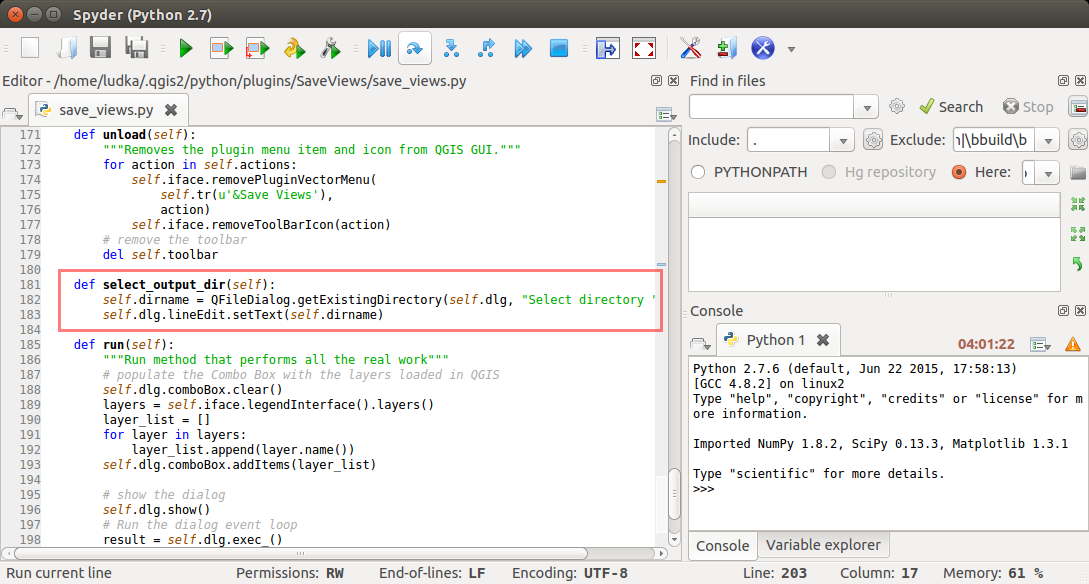 Spyder (Python 2.7)
Editor - /home/ludka/.qgis2/python/plugins/SaveViews/save_views.py
save_views.py
171 def unload(self):
172 """Removes the plugin menu item and icon from QGIS GUI."""
173 for action in self.actions:
174 self.iface.removePluginVectorMenu(
175 self.tr(u'&Save Views'),
176 action)
177 self.iface.removeToolBarIcon(action)
178 # remove the toolbar
179 del self.toolbar
180
181 def select_output_dir(self):
182 self.dirname = QFileDialog.getExistingDirectory(self.dlg, "Select directory "
183 self.dlg.lineEdit.setText(self.dirname)
184
185 def run(self):
186 """Run method that performs all the real work"""
187 # populate the Combo Box with the layers loaded in QGIS
188 self.dlg.comboBox.clear()
189 layers = self.iface.legendInterface().layers()
190 layer_list = []
191 for layer in layers:
192 layer_list.append(layer.name())
193 self.dlg.comboBox.addItems(layer_list)
194
195 # show the dialog
196 self.dlg.show()
197 # Run the dialog event loop
198 result = self.dlg.exec_()
Find in files
Search
Stop
Include: .
Exclude: n|\bbuild\b
PYTHONPATH
Hg repository
Here:
Console
Python 1
04:01:22
Python 2.7.6 (default, Jun 22 2015, 17:58:13)
[GCC 4.8.2] on linux2
Type "help", "copyright", "credits" or "license" for m
ore information.
Imported NumPy 1.8.2, SciPy 0.13.3, Matplotlib 1.3.1
Type "scientific" for more details.
>>>
Console
Variable explorer
Run current line
Permissions: RW
End-of-lines: LF
Encoding: UTF-8
Line: 203
Column: 17
Memory: 61 %